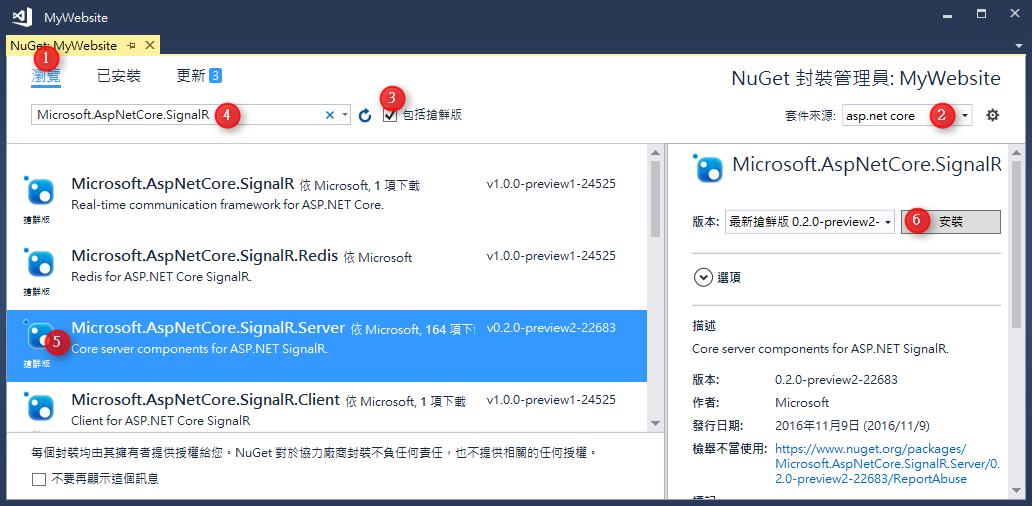 MyWebsite
NuGet: MyWebsite
1
瀏覽 已安裝 更新 3
NuGet 封裝管理員: MyWebsite
Microsoft.AspNetCore.SignalR 4
3 包括搶鮮版
套件來源: asp.net core 2
Microsoft.AspNetCore.SignalR 依 Microsoft, 1 項下載 v1.0.0-preview1-24525
Real-time communication framework for ASP.NET Core.
搶鮮版
Microsoft.AspNetCore.SignalR.Redis 依 Microsoft v1.0.0-preview1-24525
Redis for ASP.NET SignalR.
搶鮮版
Microsoft.AspNetCore.SignalR.Server 依 Microsoft, 164 項下 v0.2.0-preview2-22683
5 Core server components for ASP.NET SignalR.
搶鮮版
Microsoft.AspNetCore.SignalR.Client 依 Microsoft, 1 項下載 v1.0.0-preview1-24525
Client for ASP.NET Core SignalR
搶鮮版
每個封裝均由其擁有者提供授權給您。NuGet 對於協力廠商封裝不負任何責任，也不提供相關的任何授權。
不要再顯示這個訊息
Microsoft.AspNetCore.SignalR
版本: 最新搶鮮版 0.2.0-preview2- 6 安裝
選項
描述
Core server components for ASP.NET SignalR.
版本: 0.2.0-preview2-22683
作者: Microsoft
發行日期: 2016年11月9日 (2016/11/9)
檢舉不當使用: https://www.nuget.org/packages/
Microsoft.AspNetCore.SignalR.Server/0.
2.0-preview2-22683/ReportAbuse